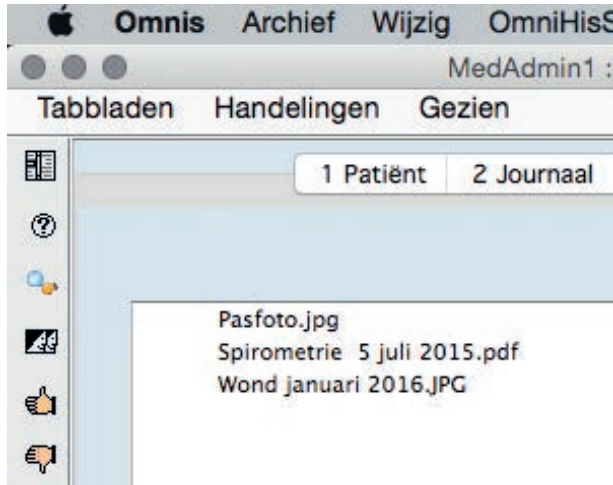 Omnis Archief Wijzig OmniHisS
MedAdmin1 :
Tabbladen Handelingen Gezien
1 Patiënt 2 Journaal
Pasfoto.jpg
Spirometrie 5 juli 2015.pdf
Wond januari 2016.JPG